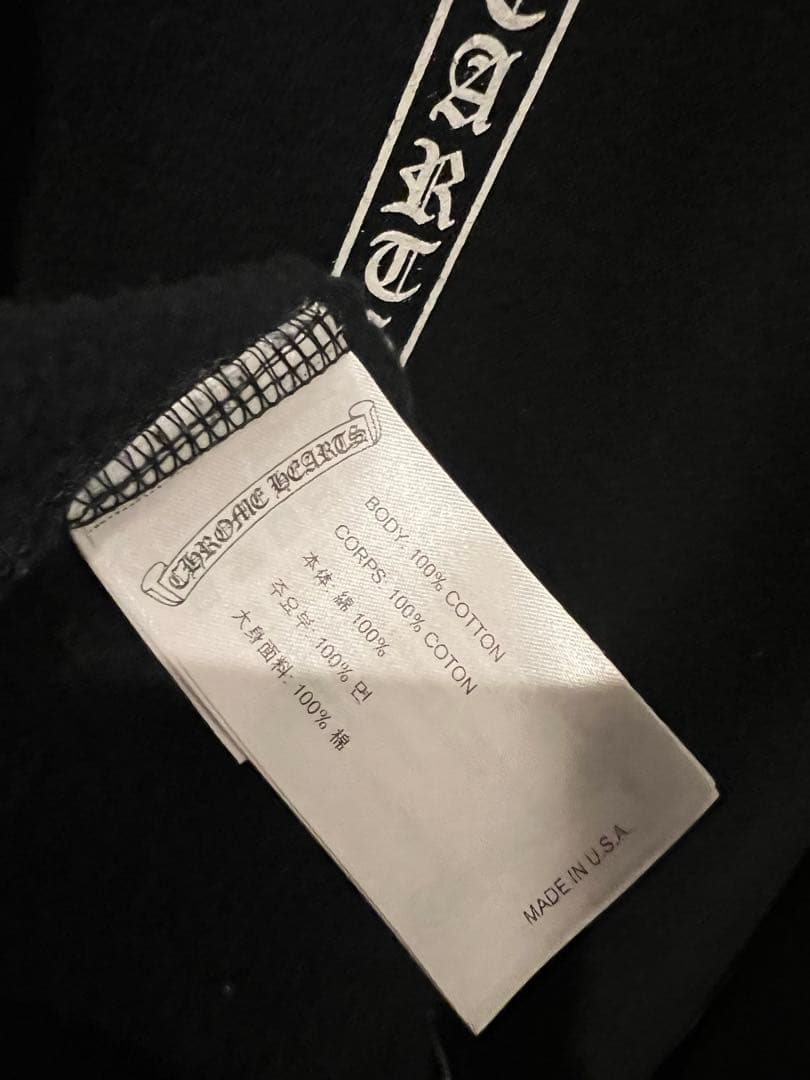 CHROME HEARTS
BODY: 100% COTTON
CORPS: 100% COTON
本体: 綿 100%
주요부: 100% 면
大身面料: 100% 棉
MADE IN U.S.A.